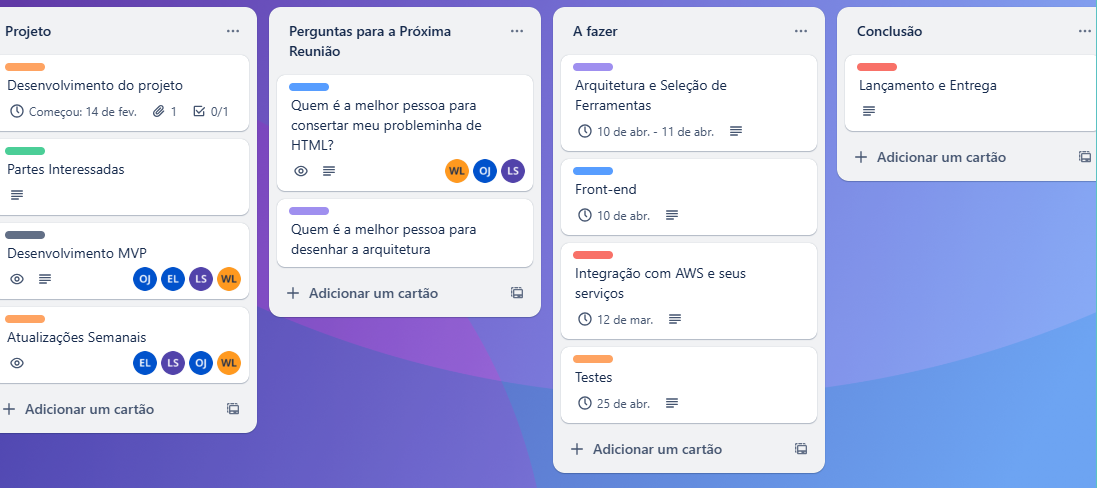 Projeto
Desenvolvimento do projeto
Começou: 14 de fev. 1 0/1
Partes Interessadas
Desenvolvimento MVP
OJ EL LS WL
Atualizações Semanais
EL LS OJ WL
Adicionar um cartão
Perguntas para a Próxima
Reunião
Quem é a melhor pessoa para
consertar meu probleminha de
HTML?
WL OJ LS
Quem é a melhor pessoa para
desenhar a arquitetura
Adicionar um cartão
A fazer
Arquitetura e Seleção de
Ferramentas
10 de abr. - 11 de abr.
Front-end
10 de abr.
Integração com AWS e seus
serviços
12 de mar.
Testes
25 de abr.
Adicionar um cartão
Conclusão
Lançamento e Entrega
Adicionar um cartão